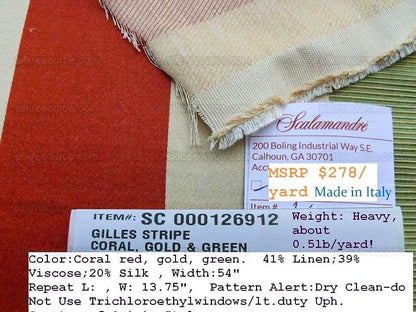 Scalamandré
200 Boling Industrial Way S.E.
Calhoun, GA 30701
Acc
MSRP $278/
yard Made in Italy
Item #
ITEM#: SC 000126912
GILLES STRIPE
CORAL, GOLD & GREEN
Weight: Heavy,
about
0.5lb/yard!
Color:Coral red, gold, green. 41% Linen;39%
Viscose;20% Silk , Width:54"
Repeat L: , W: 13.75", Pattern Alert:Dry Clean-do
Not Use Trichloroethylwindows/lt.duty Uph.